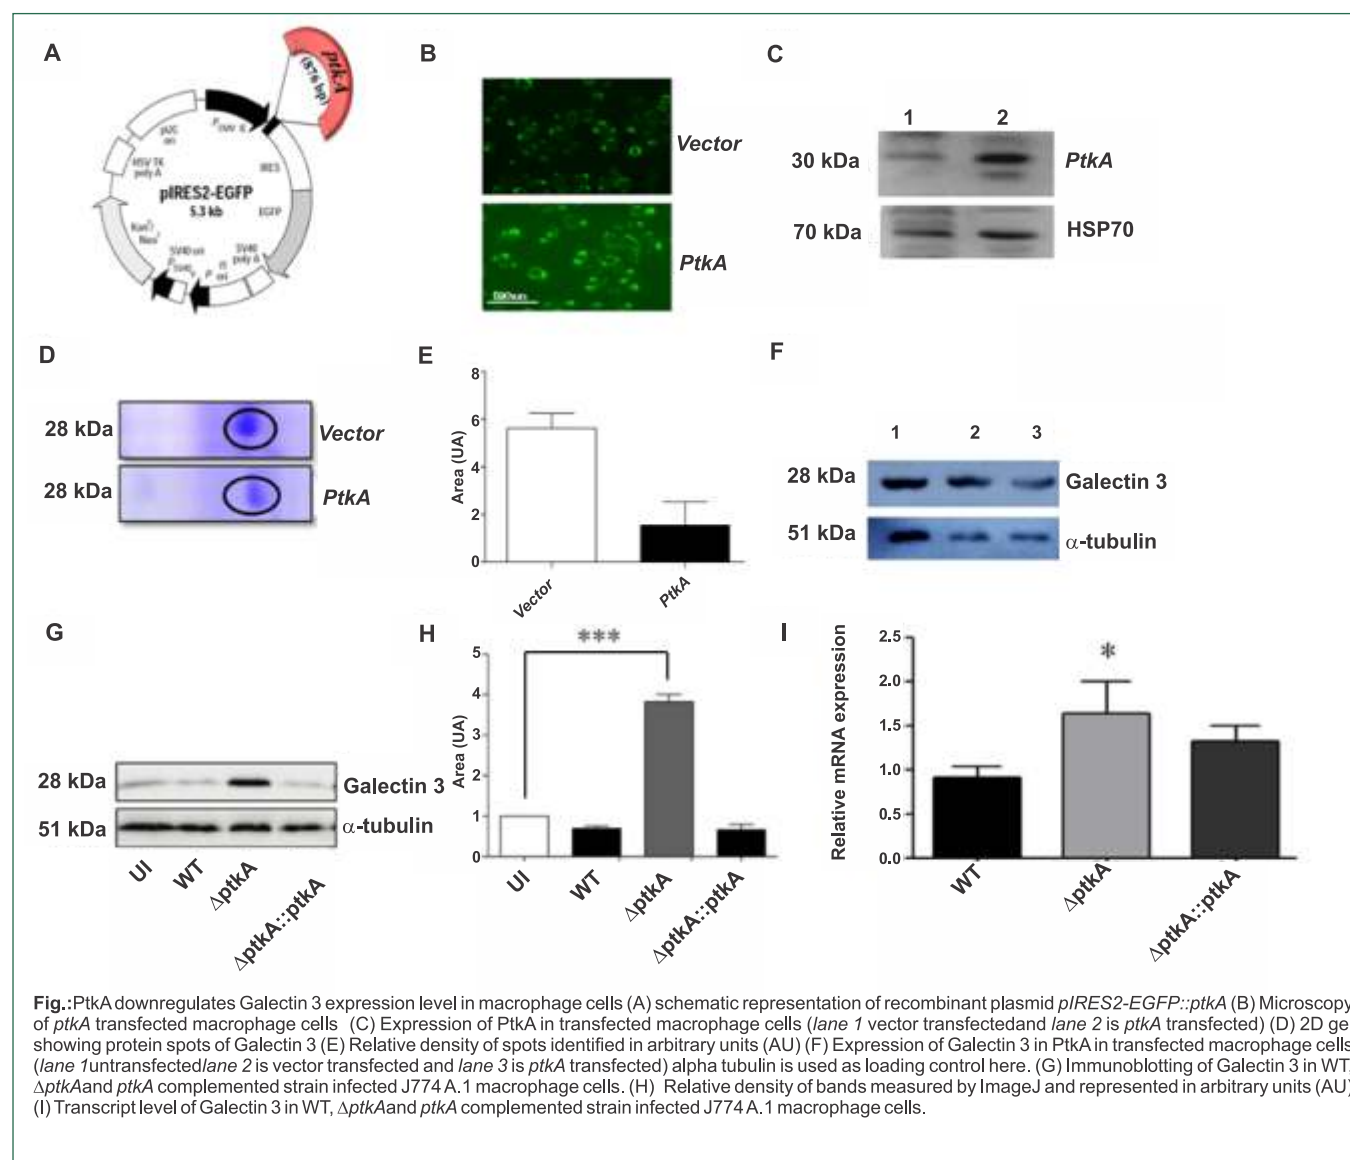 A
ptkA
(876 bp)
pUC
ori
HSV TK
poly A
IRES
pIRES2-EGFP
5.3 kb
EGFP
SV40 ori
SV40
poly A
f1
ori
P
B
Vector
PtkA
C
1 2
30 kDa PtkA
70 kDa HSP70
D
28 kDa Vector
28 kDa PtkA
E
Area (UA)
8
6
4
2
0
Vector
PtkA
F
1 2 3
28 kDa Galectin 3
51 kDa α-tubulin
G
28 kDa Galectin 3
51 kDa α-tubulin
UI
WT
ΔptkA
ΔptkA::ptkA
H
***
Area (UA)
5
4
3
2
1
0
UI
WT
ΔptkA
ΔptkA::ptkA
I
*
Relative mRNA expression
2.5
2.0
1.5
1.0
0.5
0.0
WT
ΔptkA
ΔptkA::ptkA
Fig.:PtkA downregulates Galectin 3 expression level in macrophage cells (A) schematic representation of recombinant plasmid pIRES2-EGFP::ptkA (B) Microscopy
of ptkA transfected macrophage cells (C) Expression of PtkA in transfected macrophage cells (lane 1 vector transfectedand lane 2 is ptkA transfected) (D) 2D ge
showing protein spots of Galectin 3 (E) Relative density of spots identified in arbitrary units (AU) (F) Expression of Galectin 3 in PtkA in transfected macrophage cells
(lane 1untransfectedlane 2 is vector transfected and lane 3 is ptkA transfected) alpha tubulin is used as loading control here. (G) Immunoblotting of Galectin 3 in WT,
ΔptkAand ptkA complemented strain infected J774 A.1 macrophage cells. (H) Relative density of bands measured by ImageJ and represented in arbitrary units (AU)
(I) Transcript level of Galectin 3 in WT, ΔptkAand ptkA complemented strain infected J774 A.1 macrophage cells.